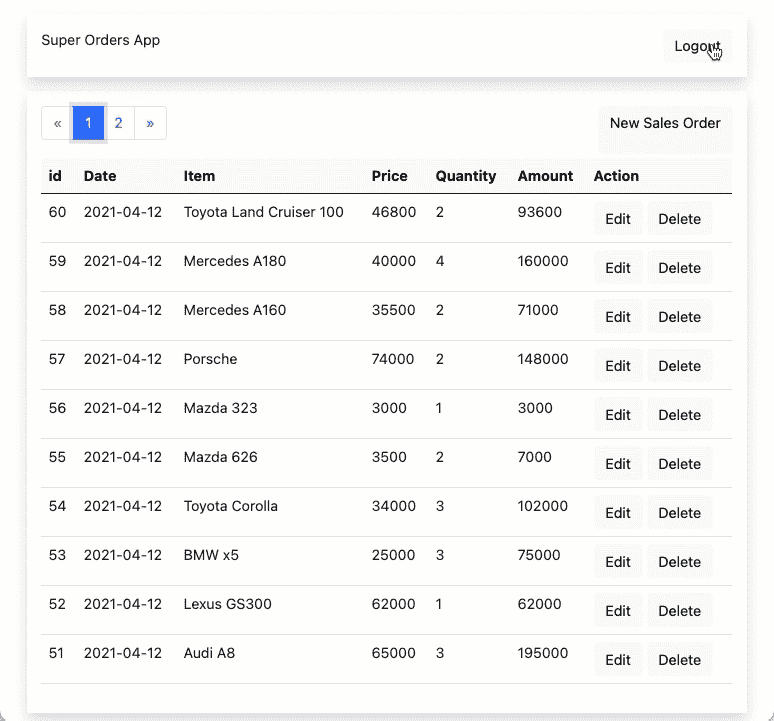 Super Orders App Logout
« 1 2 » New Sales Order
id Date Item Price Quantity Amount Action
60 2021-04-12 Toyota Land Cruiser 100 46800 2 93600 Edit Delete
59 2021-04-12 Mercedes A180 40000 4 160000 Edit Delete
58 2021-04-12 Mercedes A160 35500 2 71000 Edit Delete
57 2021-04-12 Porsche 74000 2 148000 Edit Delete
56 2021-04-12 Mazda 323 3000 1 3000 Edit Delete
55 2021-04-12 Mazda 626 3500 2 7000 Edit Delete
54 2021-04-12 Toyota Corolla 34000 3 102000 Edit Delete
53 2021-04-12 BMW x5 25000 3 75000 Edit Delete
52 2021-04-12 Lexus GS300 62000 1 62000 Edit Delete
51 2021-04-12 Audi A8 65000 3 195000 Edit Delete